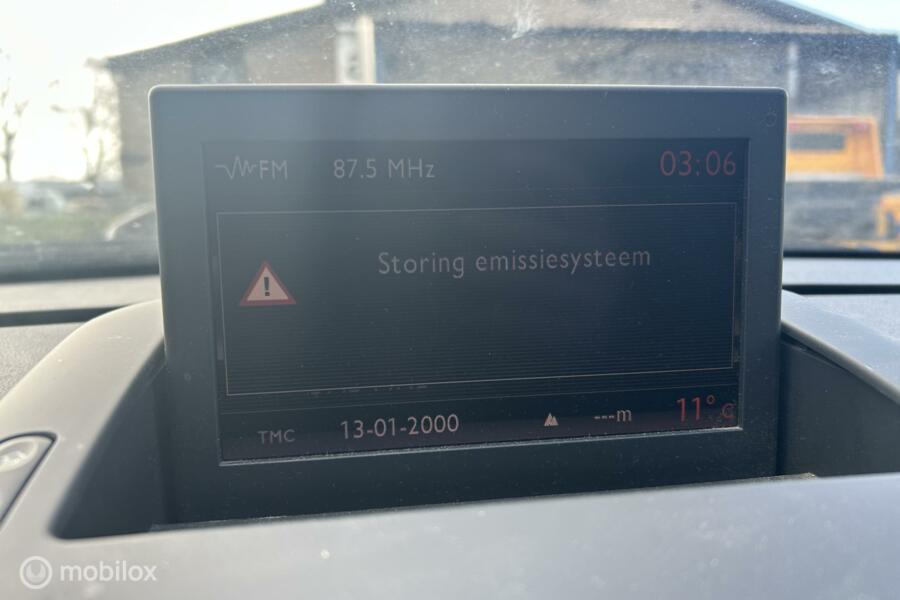 FM 87.5 MHz 03:06
Storing emissiesysteem
TMC 13-01-2000 ---m 11°C
mobilox